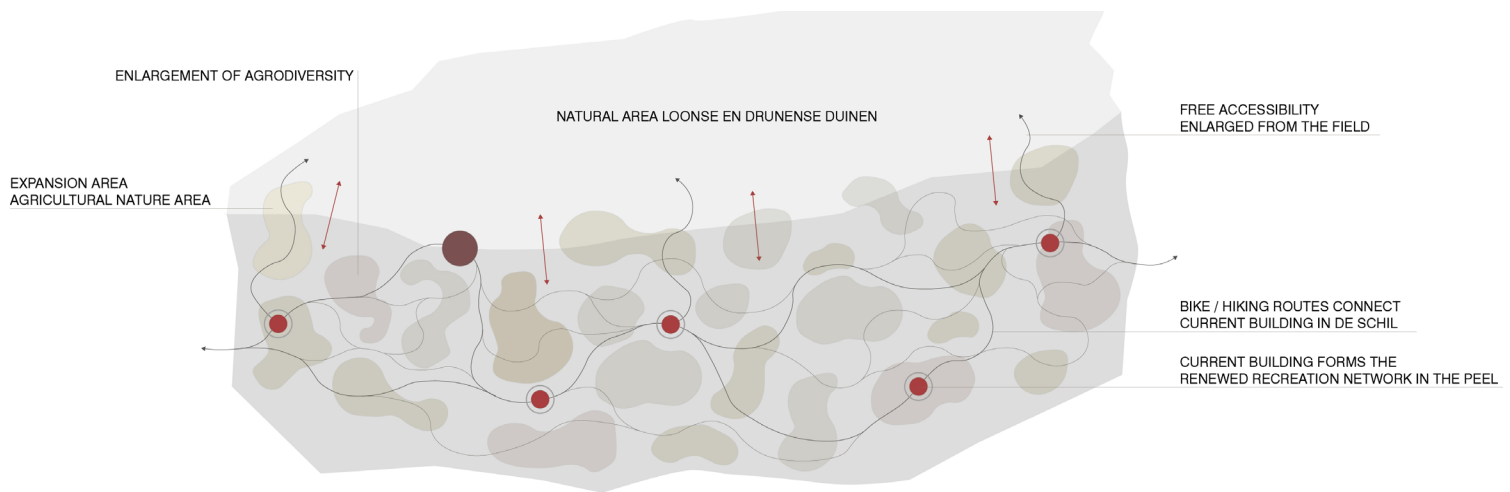 ENLARGEMENT OF AGRODIVERSITY
NATURAL AREA LOONSE EN DRUNENSE DUINEN
FREE ACCESSIBILITY
ENLARGED FROM THE FIELD
EXPANSION AREA
AGRICULTURAL NATURE AREA
BIKE / HIKING ROUTES CONNECT
CURRENT BUILDING IN DE SCHIL
CURRENT BUILDING FORMS THE
RENEWED RECREATION NETWORK IN THE PEEL